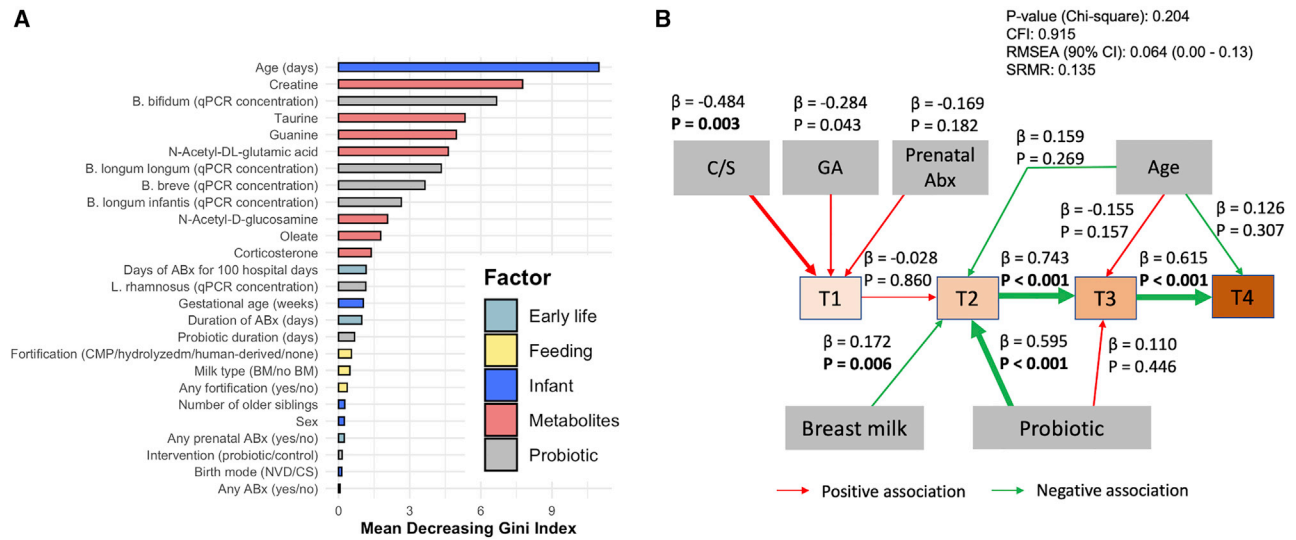 A
Age (days)
Creatine
B. bifidum (qPCR concentration)
Taurine
Guanine
N-Acetyl-DL-glutamic acid
B. longum longum (qPCR concentration)
B. breve (qPCR concentration)
B. longum infantis (qPCR concentration)
N-Acetyl-D-glucosamine
Oleate
Corticosterone
Days of ABx for 100 hospital days
L. rhamnosus (qPCR concentration)
Gestational age (weeks)
Duration of ABx (days)
Probiotic duration (days)
Fortification (CMP/hydrolyzedm/human-derived/none)
Milk type (BM/no BM)
Any fortification (yes/no)
Number of older siblings
Sex
Any prenatal ABx (yes/no)
Intervention (probiotic/control)
Birth mode (NVD/CS)
Any ABx (yes/no)
0 3 6 9
Mean Decreasing Gini Index
Factor
Early life
Feeding
Infant
Metabolites
Probiotic
B
P-value (Chi-square): 0.204
CFI: 0.915
RMSEA (90% CI): 0.064 (0.00 - 0.13)
SRMR: 0.135
β = -0.484
P = 0.003
β = -0.284
P = 0.043
β = -0.169
P = 0.182
β = 0.159
P = 0.269
C/S
GA
Prenatal
Abx
Age
β = -0.155
P = 0.157
β = 0.126
P = 0.307
β = -0.028
P = 0.860
β = 0.743
P < 0.001
β = 0.615
P < 0.001
T1
T2
T3
T4
β = 0.172
P = 0.006
β = 0.595
P < 0.001
β = 0.110
P = 0.446
Breast milk
Probiotic
Positive association
Negative association